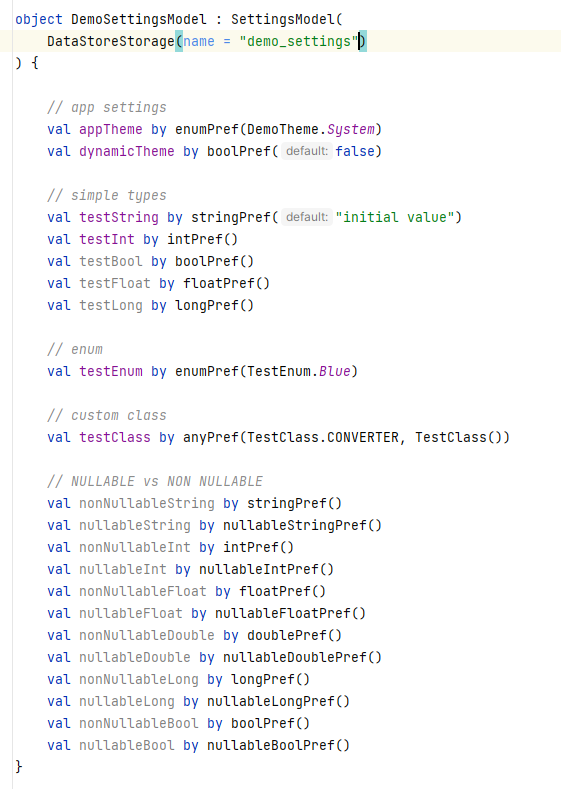 object DemoSettingsModel : SettingsModel(
    DataStoreStorage(name = "demo_settings")
) {

    // app settings
    val appTheme by enumPref(DemoTheme.System)
    val dynamicTheme by boolPref( default: false)

    // simple types
    val testString by stringPref( default: "initial value")
    val testInt by intPref()
    val testBool by boolPref()
    val testFloat by floatPref()
    val testLong by longPref()

    // enum
    val testEnum by enumPref(TestEnum.Blue)

    // custom class
    val testClass by anyPref(TestClass.CONVERTER, TestClass())

    // NULLABLE vs NON NULLABLE
    val nonNullableString by stringPref()
    val nullableString by nullableStringPref()
    val nonNullableInt by intPref()
    val nullableInt by nullableIntPref()
    val nonNullableFloat by floatPref()
    val nullableFloat by nullableFloatPref()
    val nonNullableDouble by doublePref()
    val nullableDouble by nullableDoublePref()
    val nonNullableLong by longPref()
    val nullableLong by nullableLongPref()
    val nonNullableBool by boolPref()
    val nullableBool by nullableBoolPref()
}